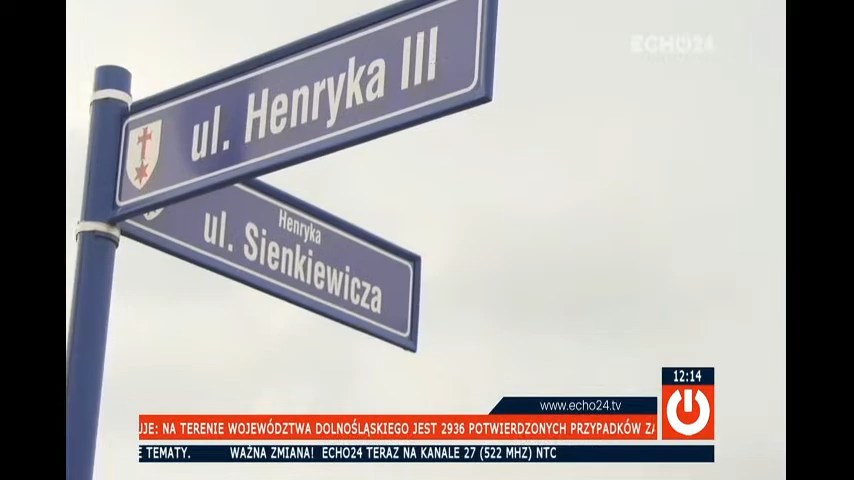 ECHO24
ul. Henryka III
Henryka
ul. Sienkiewicza
12:14
www.echo24.tv
NA TERENIE WOJEWÓDZTWA DOLNOŚLĄSKIEGO JEST 2936 POTWIERDZONYCH PRZYPADKÓW
TEMATY. WAŻNA ZMIANA! ECHO24 TERAZ NA KANALE 27 (522 MHZ) NTC